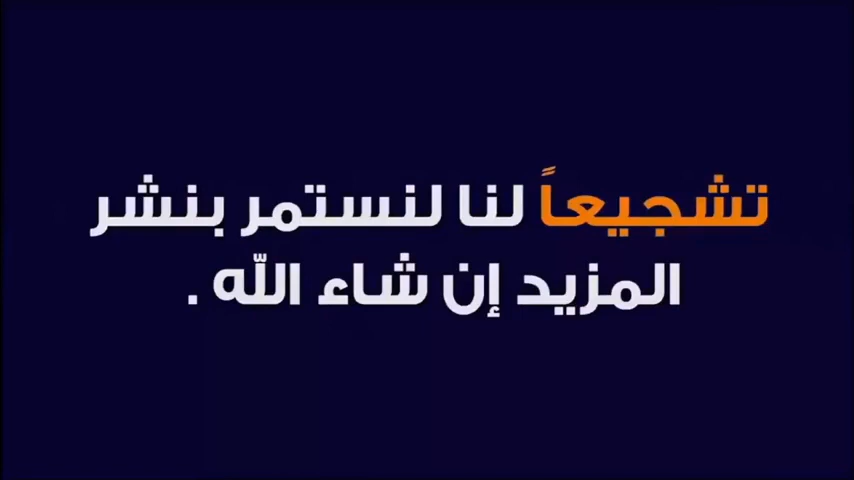 تشجيعاً لنا لنستمر بنشر
المزيد إن شاء الله .